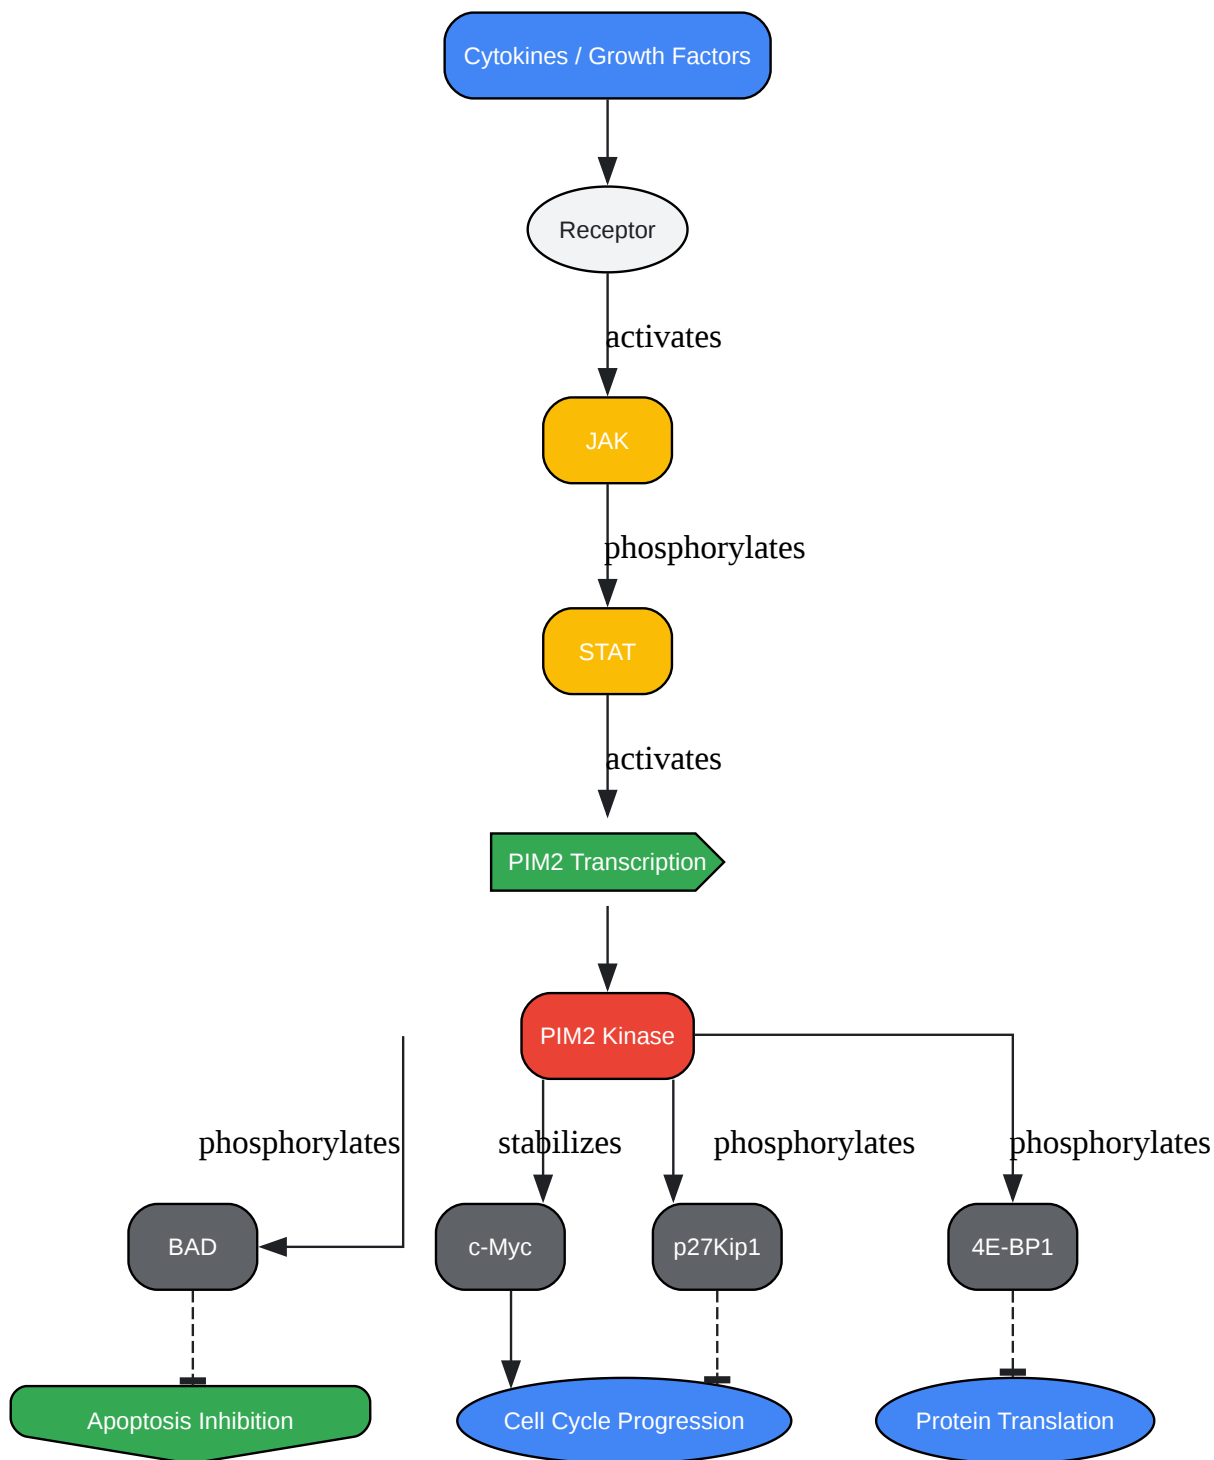 Cytokines / Growth Factors
Receptor
activates
JAK
phosphorylates
STAT
activates
PIM2 Transcription
PIM2 Kinase
phosphorylates
stabilizes
phosphorylates
phosphorylates
BAD
c-Myc
p27Kip1
4E-BP1
Apoptosis Inhibition
Cell Cycle Progression
Protein Translation